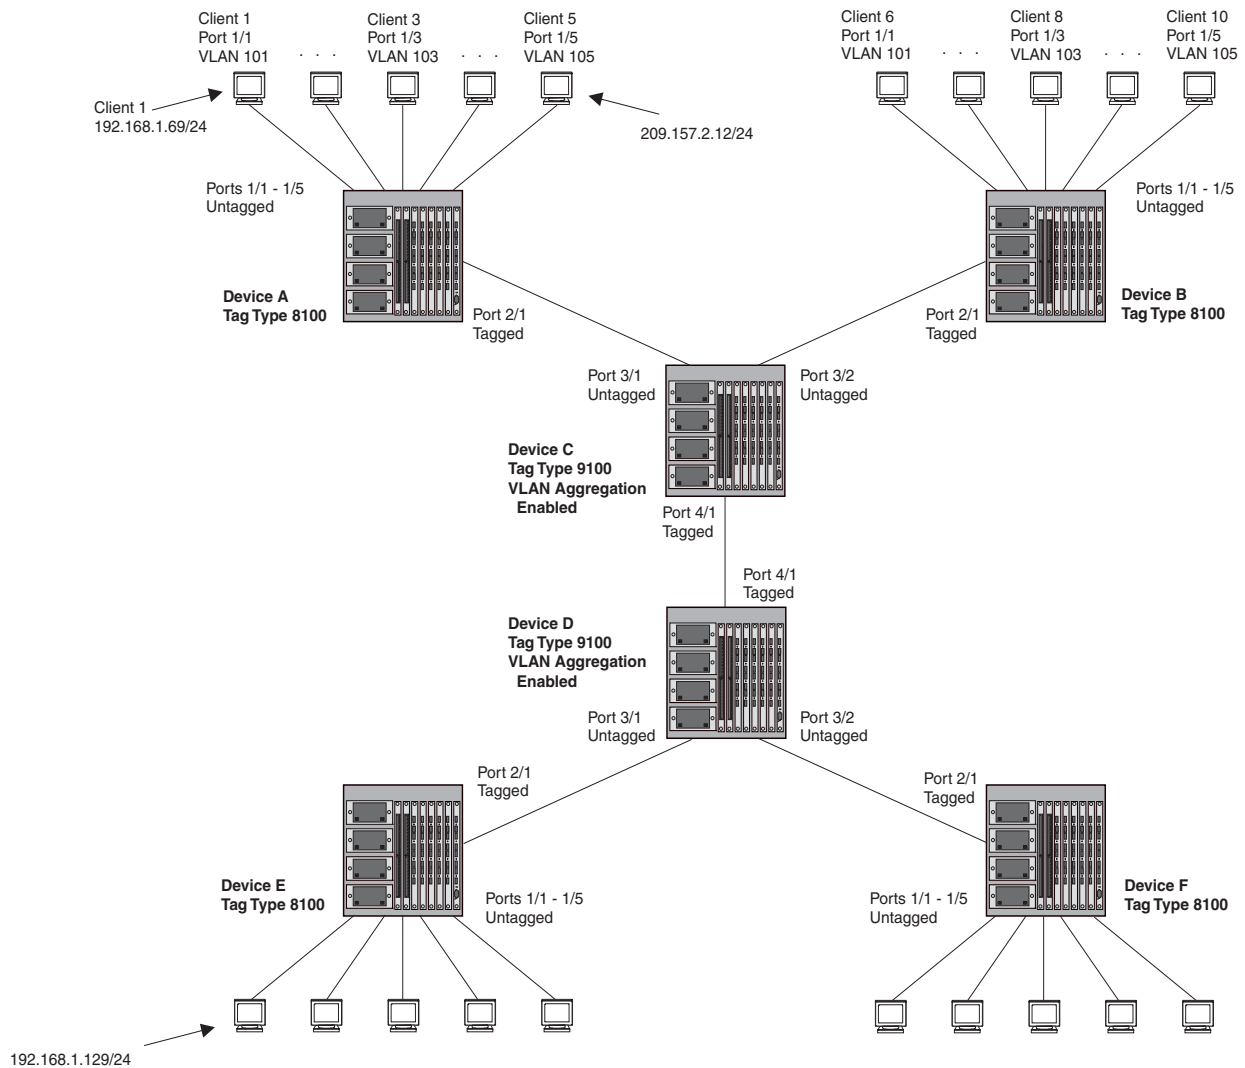 Client 1
Port 1/1
VLAN 101
. . .
Client 3
Port 1/3
VLAN 103
. . .
Client 5
Port 1/5
VLAN 105
Client 6
Port 1/1
VLAN 101
. . .
Client 8
Port 1/3
VLAN 103
. . .
Client 10
Port 1/5
VLAN 105
Client 1
192.168.1.69/24
209.157.2.12/24
Ports 1/1 - 1/5
Untagged
Ports 1/1 - 1/5
Untagged
Device A
Tag Type 8100
Port 2/1
Tagged
Port 2/1
Tagged
Device B
Tag Type 8100
Port 3/1
Untagged
Port 3/2
Untagged
Device C
Tag Type 9100
VLAN Aggregation
Enabled
Port 4/1
Tagged
Port 4/1
Tagged
Device D
Tag Type 9100
VLAN Aggregation
Enabled
Port 3/1
Untagged
Port 3/2
Untagged
Port 2/1
Tagged
Port 2/1
Tagged
Device E
Tag Type 8100
Ports 1/1 - 1/5
Untagged
Ports 1/1 - 1/5
Untagged
Device F
Tag Type 8100
192.168.1.129/24